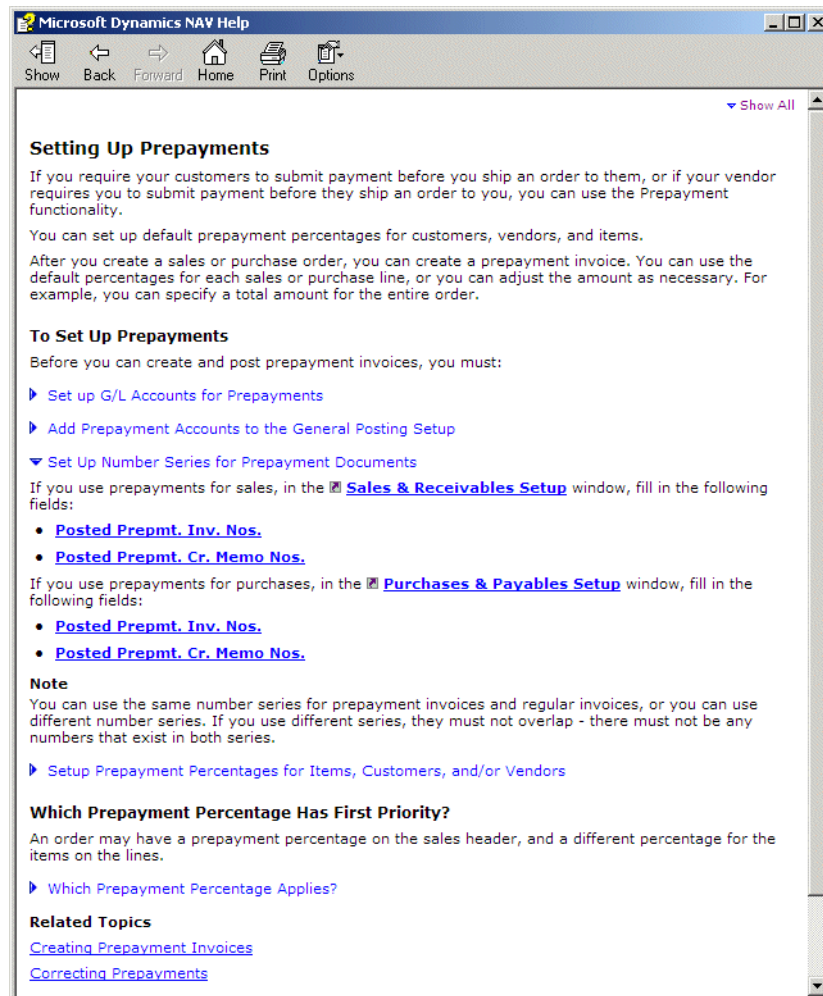 Microsoft Dynamics NAV Help
Show Back Forward Home Print Options
Show All
Setting Up Prepayments
If you require your customers to submit payment before you ship an order to them, or if your vendor
requires you to submit payment before they ship an order to you, you can use the Prepayment
functionality.
You can set up default prepayment percentages for customers, vendors, and items.
After you create a sales or purchase order, you can create a prepayment invoice. You can use the
default percentages for each sales or purchase line, or you can adjust the amount as necessary. For
example, you can specify a total amount for the entire order.
To Set Up Prepayments
Before you can create and post prepayment invoices, you must:
Set up G/L Accounts for Prepayments
Add Prepayment Accounts to the General Posting Setup
Set Up Number Series for Prepayment Documents
If you use prepayments for sales, in the Sales & Receivables Setup window, fill in the following
fields:
• Posted Prepmt. Inv. Nos.
• Posted Prepmt. Cr. Memo Nos.
If you use prepayments for purchases, in the Purchases & Payables Setup window, fill in the
following fields:
• Posted Prepmt. Inv. Nos.
• Posted Prepmt. Cr. Memo Nos.
Note
You can use the same number series for prepayment invoices and regular invoices, or you can use
different number series. If you use different series, they must not overlap - there must not be any
numbers that exist in both series.
Setup Prepayment Percentages for Items, Customers, and/or Vendors
Which Prepayment Percentage Has First Priority?
An order may have a prepayment percentage on the sales header, and a different percentage for the
items on the lines.
Which Prepayment Percentage Applies?
Related Topics
Creating Prepayment Invoices
Correcting Prepayments